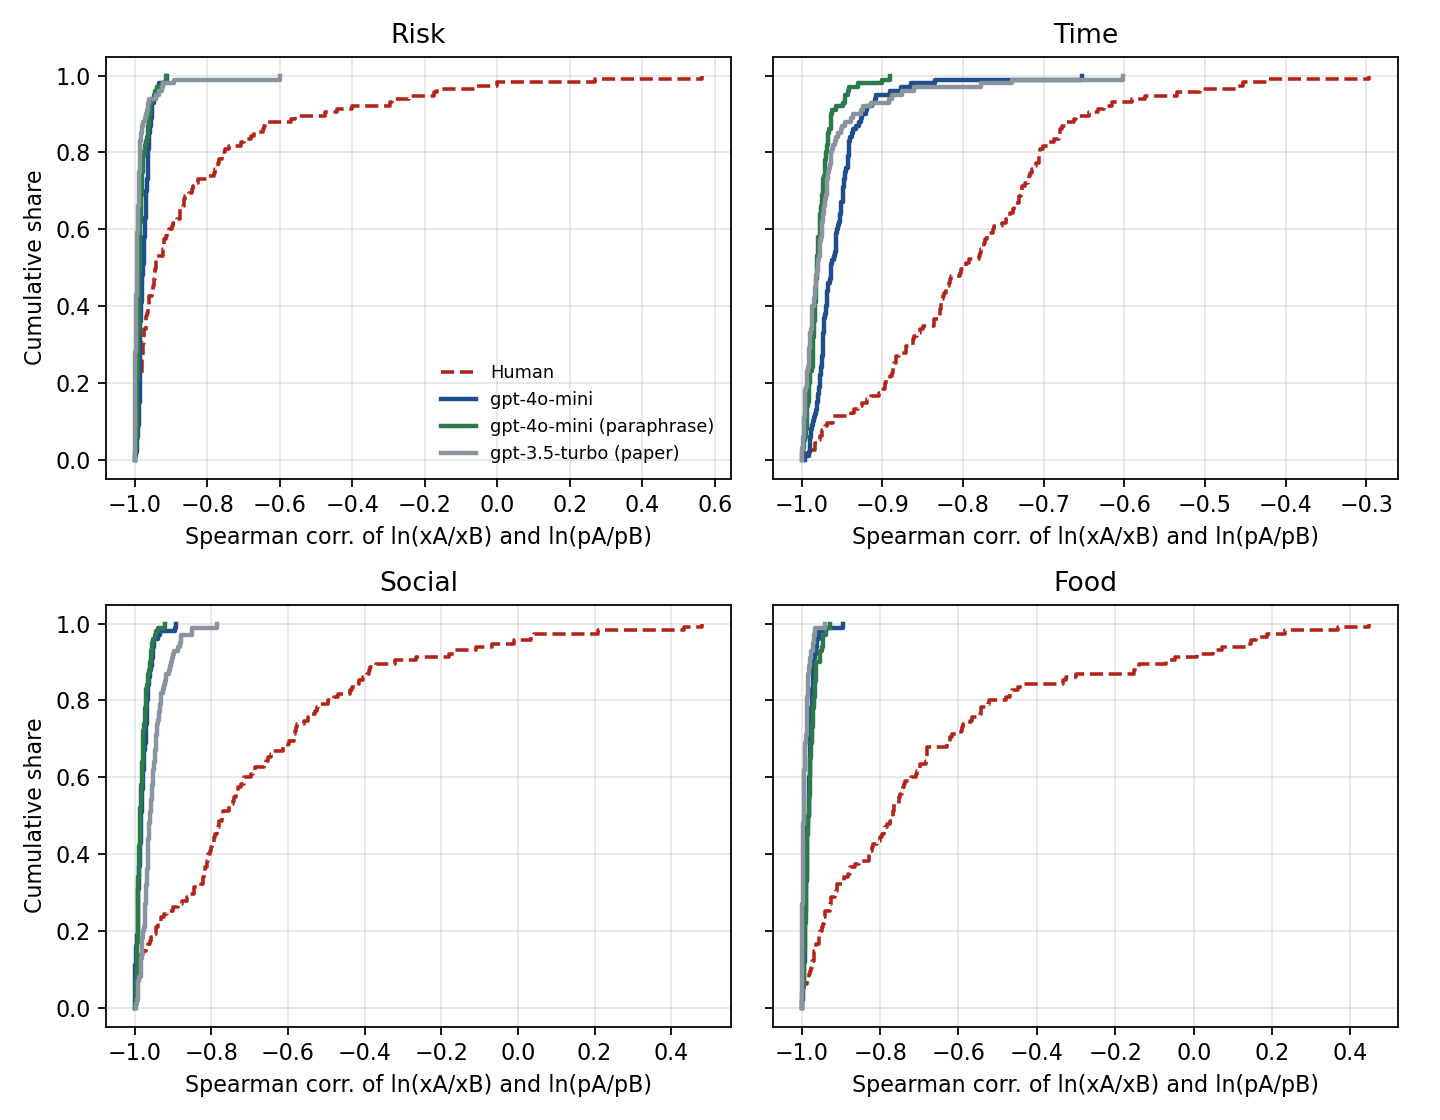 Risk
Time
1.0
0.8
0.6
0.4
0.2
0.0
Cumulative share
Human
gpt-4o-mini
gpt-4o-mini (paraphrase)
gpt-3.5-turbo (paper)
−1.0 −0.8 −0.6 −0.4 −0.2 0.0 0.2 0.4 0.6
−1.0 −0.9 −0.8 −0.7 −0.6 −0.5 −0.4 −0.3
Spearman corr. of ln(xA/xB) and ln(pA/pB)
Spearman corr. of ln(xA/xB) and ln(pA/pB)
Social
Food
1.0
0.8
0.6
0.4
0.2
0.0
Cumulative share
−1.0 −0.8 −0.6 −0.4 −0.2 0.0 0.2 0.4
−1.0 −0.8 −0.6 −0.4 −0.2 0.0 0.2 0.4
Spearman corr. of ln(xA/xB) and ln(pA/pB)
Spearman corr. of ln(xA/xB) and ln(pA/pB)